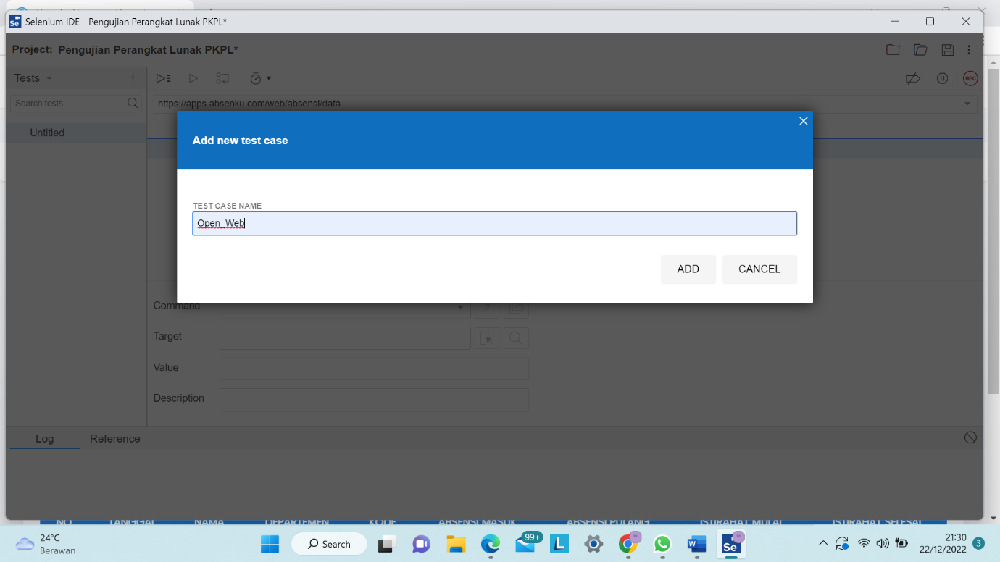 Selenium IDE - Pengujian Perangkat Lunak PKPL*
Project: Pengujian Perangkat Lunak PKPL*
Tests
Search tests...
https://apps.absenku.com/web/absensi/data
REC
Untitled
Add new test case
TEST CASE NAME
Open_Web
ADD
CANCEL
Command
//
Target
Value
Description
Log
Reference
NO TANGGAL NAMA DEPARTEMEN KODE ABSENSI MASUK ABSENSI PULANG ISTIRAHAT MULAI ISTIRAHAT SELESAI
24°C
Berawan
Search
99+
L
W
Se
21:30
22/12/2022
3